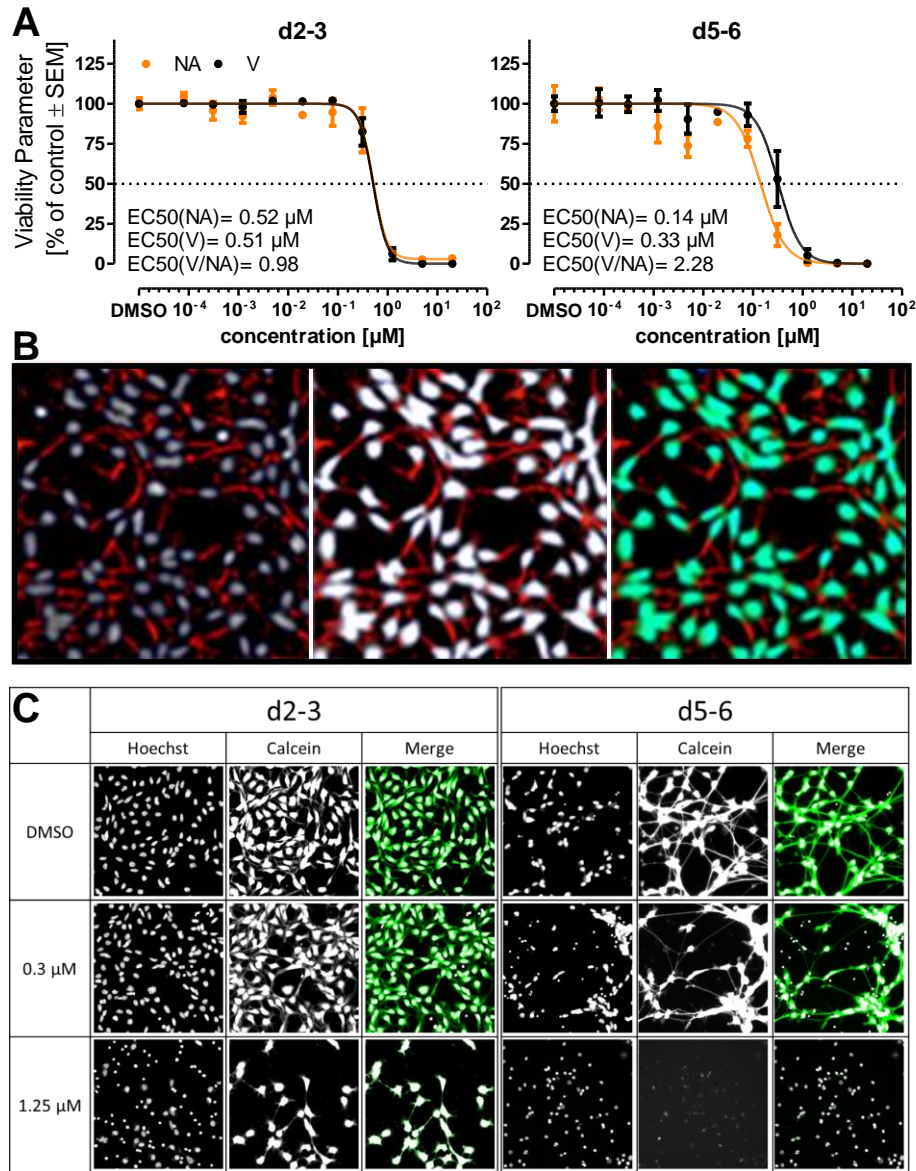 A
d2-3
d5-6
Viability Parameter
[% of control ± SEM]
125
100
75
50
25
0
NA V
EC50(NA)= 0.52 µM
EC50(V)= 0.51 µM
EC50(V/NA)= 0.98
DMSO 10⁻⁴ 10⁻³ 10⁻² 10⁻¹ 10⁰ 10¹ 10²
concentration [µM]
125
100
75
50
25
0
EC50(NA)= 0.14 µM
EC50(V)= 0.33 µM
EC50(V/NA)= 2.28
DMSO 10⁻⁴ 10⁻³ 10⁻² 10⁻¹ 10⁰ 10¹ 10²
concentration [µM]
B
C
d2-3 d5-6
Hoechst Calcein Merge Hoechst Calcein Merge
DMSO
0.3 µM
1.25 µM